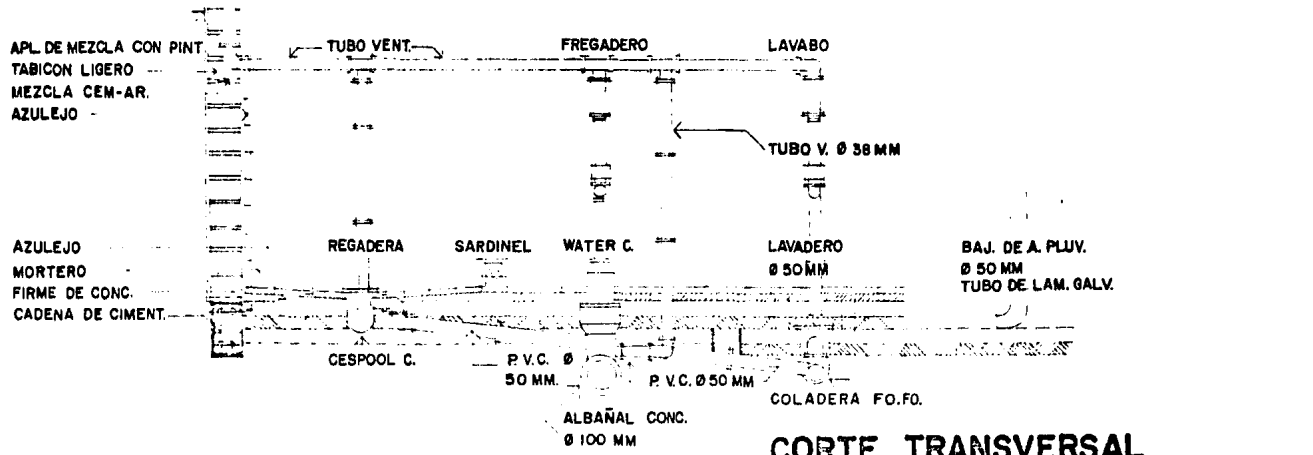 APL. DE MEZCLA CON PINT.
TABICON LIGERO
MEZCLA CEM-AR.
AZULEJO
TUBO VENT.
FREGADERO
LAVABO
TUBO V. Ø 38 MM
AZULEJO
MORTERO
FIRME DE CONC.
CADENA DE CIMENT.
REGADERA
SARDINEL
WATER C.
LAVADERO
Ø 50 MM
BAJ. DE A. PLUV.
Ø 50 MM
TUBO DE LAM. GALV.
CESPOOL C.
P.V.C. Ø
50 MM.
P.V.C. Ø 50 MM
COLADERA FO.FO.
ALBAÑAL CONC.
Ø 100 MM
CORTE TRANSVERSAL